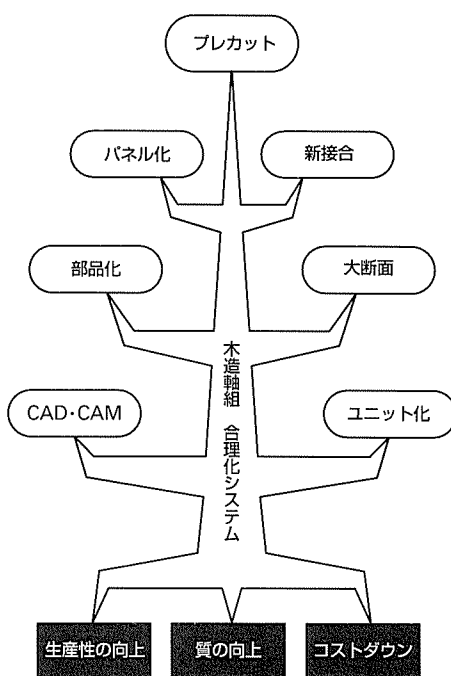 プレカット
パネル化
新接合
部品化
大断面
木造軸組 合理化システム
CAD・CAM
ユニット化
生産性の向上
質の向上
コストダウン